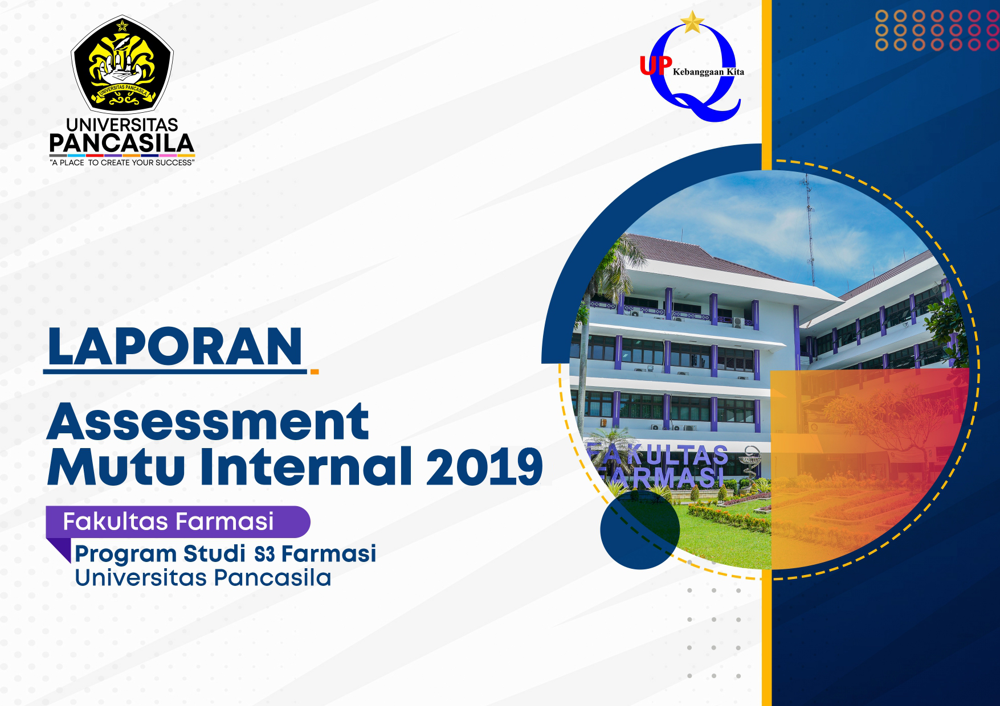 UNIVERSITAS PANCASILA
UNIVERSITAS
PANCASILA
“A PLACE TO CREATE YOUR SUCCESS”
UP Kebanggaan Kita
LAPORAN
Assessment
Mutu Internal 2019
Fakultas Farmasi
Program Studi S3 Farmasi
Universitas Pancasila
FAKULTAS
FARMASI